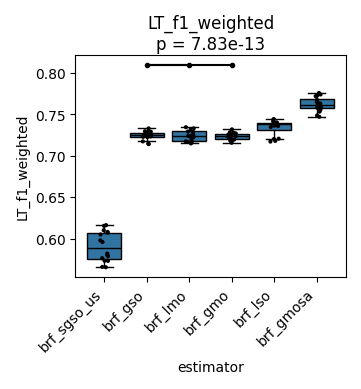 LT_f1_weighted
p = 7.83e-13
LT_f1_weighted
0.80
0.75
0.70
0.65
0.60
brf_sgso_us
brf_gso
brf_lmo
brf_gmo
brf_lso
brf_gmosa
estimator